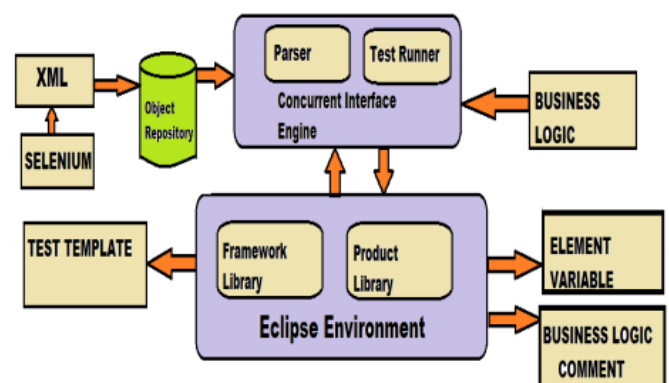 Parser
Test Runner
XML
Object
Repository
Concurrent Interface
Engine
BUSINESS
LOGIC
SELENIUM
TEST TEMPLATE
Framework
Library
Product
Library
ELEMENT
VARIABLE
Eclipse Environment
BUSINESS LOGIC
COMMENT